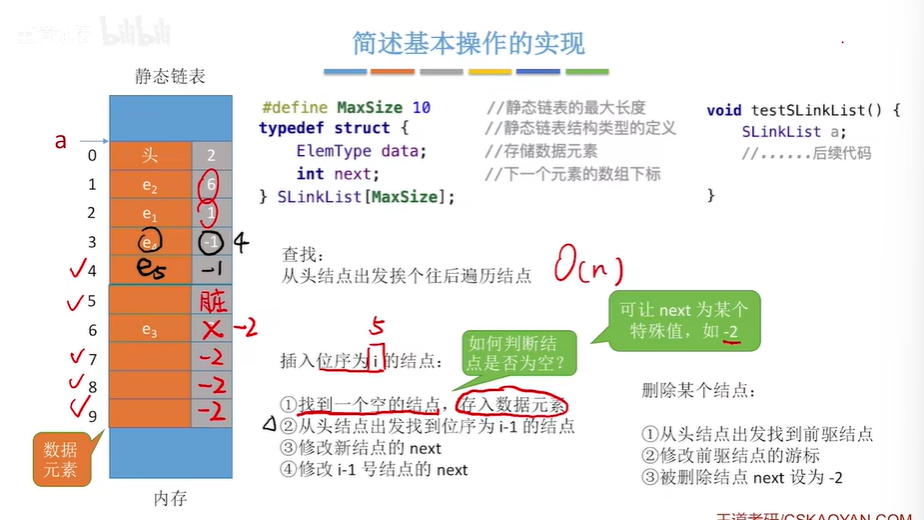 bilibili
简述基本操作的实现
静态链表
a
0 头 2
1 e2 6
2 e1 1
3 e4 -1 4
4 e5 -1
5 脏
6 e3 × -2
7 -2
8 -2
9 -2
数据
元素
内存
#define MaxSize 10 //静态链表的最大长度
typedef struct { //静态链表结构类型的定义
ElemType data; //存储数据元素
int next; //下一个元素的数组下标
} SLinkList[MaxSize];
void testSLinkList() {
SLinkList a;
//......后续代码
}
查找:
从头结点出发挨个往后遍历结点 O(n)
可让 next 为某个
特殊值，如 -2
如何判断结
点是否为空？
5
插入位序为 i 的结点:
①找到一个空的结点，存入数据元素
②从头结点出发找到位序为 i-1 的结点
③修改新结点的 next
④修改 i-1 号结点的 next
删除某个结点:
①从头结点出发找到前驱结点
②修改前驱结点的游标
③被删除结点 next 设为 -2
王道考研/CSKAOYAN.COM